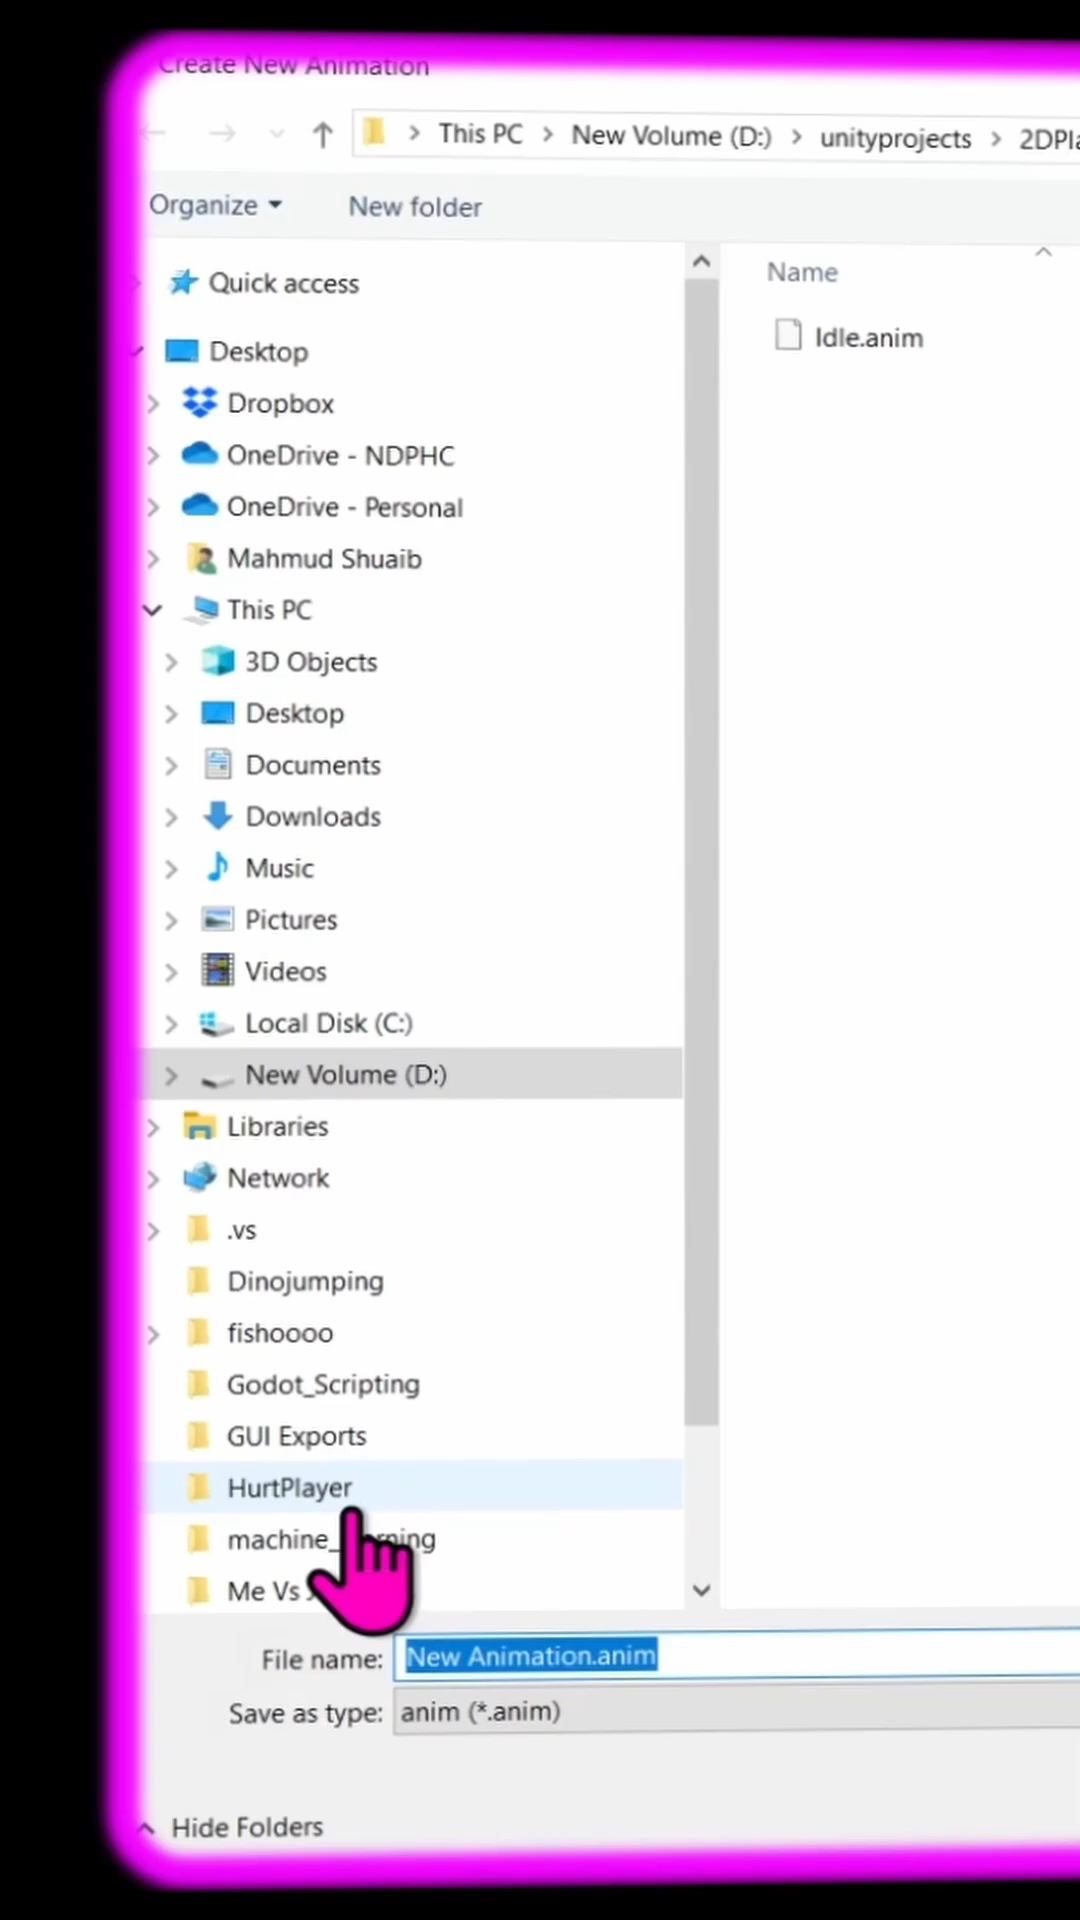 Create New Animation
This PC > New Volume (D:) > unityprojects > 2DPla
Organize
New folder
Quick access
Name
Idle.anim
Desktop
Dropbox
OneDrive - NDPHC
OneDrive - Personal
Mahmud Shuaib
This PC
3D Objects
Desktop
Documents
Downloads
Music
Pictures
Videos
Local Disk (C:)
New Volume (D:)
Libraries
Network
.vs
Dinojumping
fishoooo
Godot_Scripting
GUI Exports
HurtPlayer
Me Vs
File name: New Animation.anim
Save as type: anim (*.anim)
Hide Folders